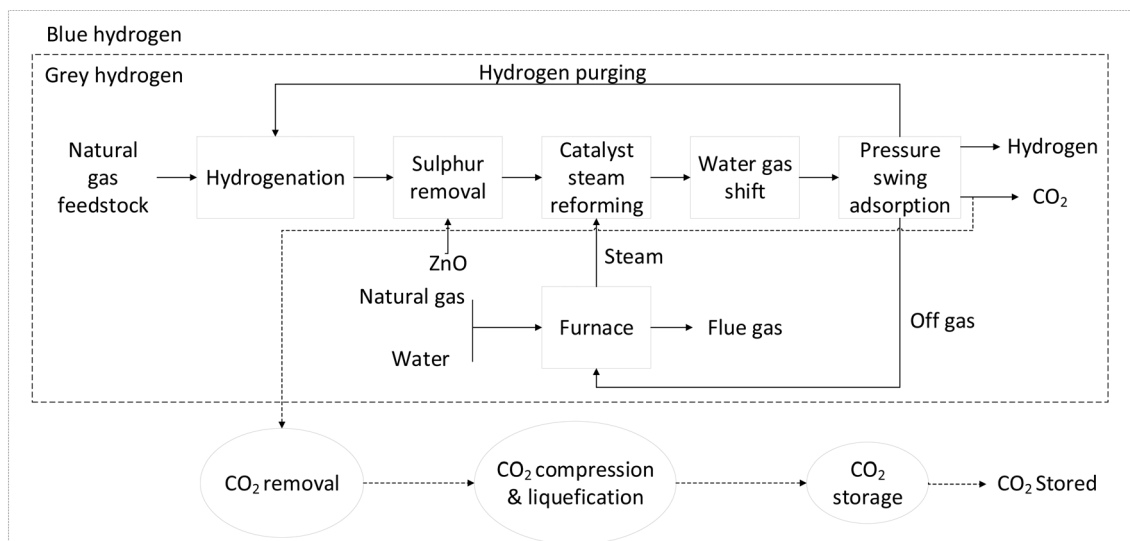 Blue hydrogen
Grey hydrogen
Hydrogen purging
Natural
gas
feedstock
Hydrogenation
Sulphur
removal
Catalyst
steam
reforming
Water gas
shift
Pressure
swing
adsorption
Hydrogen
CO₂
ZnO
Steam
Natural gas
Water
Furnace
Flue gas
Off gas
CO₂ removal
CO₂ compression
& liquefication
CO₂
storage
CO₂ Stored